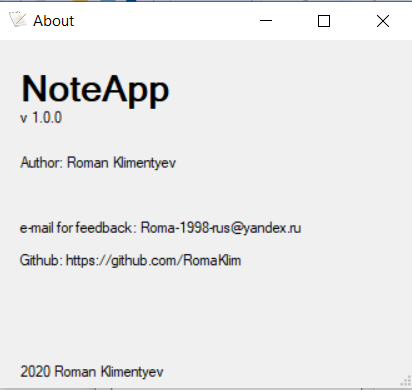 About
NoteApp
v 1.0.0
Author: Roman Klimentyev
e-mail for feedback: Roma-1998-rus@yandex.ru
Github: https://github.com/RomaKlim
2020 Roman Klimentyev